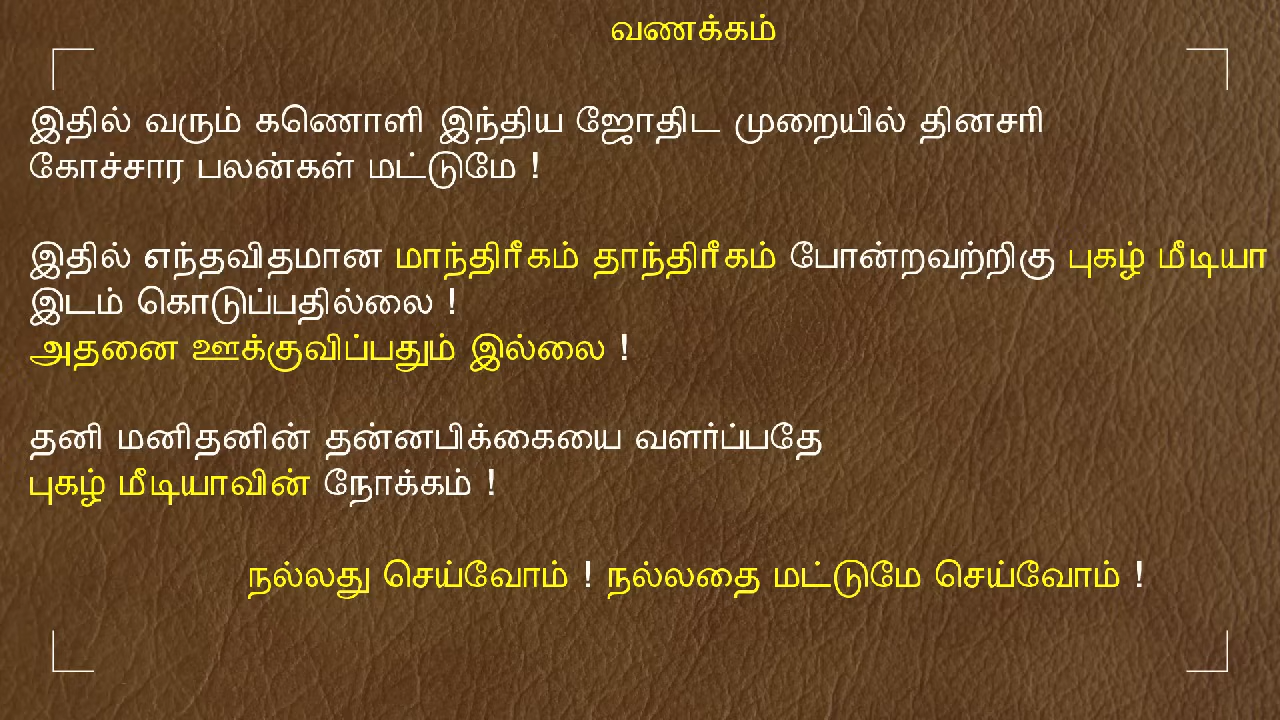 வணக்கம்
இதில் வரும் கணொளி இந்திய ஜோதிட முறையில் தினசரி
கோச்சார பலன்கள் மட்டுமே !
இதில் எந்தவிதமான மாந்திரீகம் தாந்திரீகம் போன்றவற்றிகு புகழ் மீடியா
இடம் கொடுப்பதில்லை !
அதனை ஊக்குவிப்பதும் இல்லை !
தனி மனிதனின் தன்னபிக்கையை வளர்ப்பதே
புகழ் மீடியாவின் நோக்கம் !
நல்லது செய்வோம் ! நல்லதை மட்டுமே செய்வோம் !